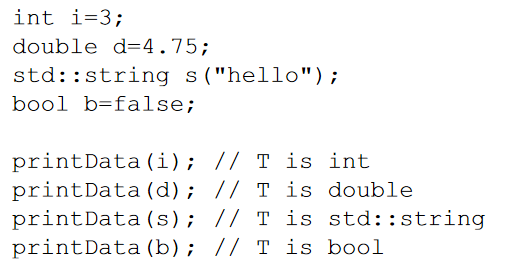 int i=3;
double d=4.75;
std::string s("hello");
bool b=false;
printData(i); // T is int
printData(d); // T is double
printData(s); // T is std::string
printData(b); // T is bool